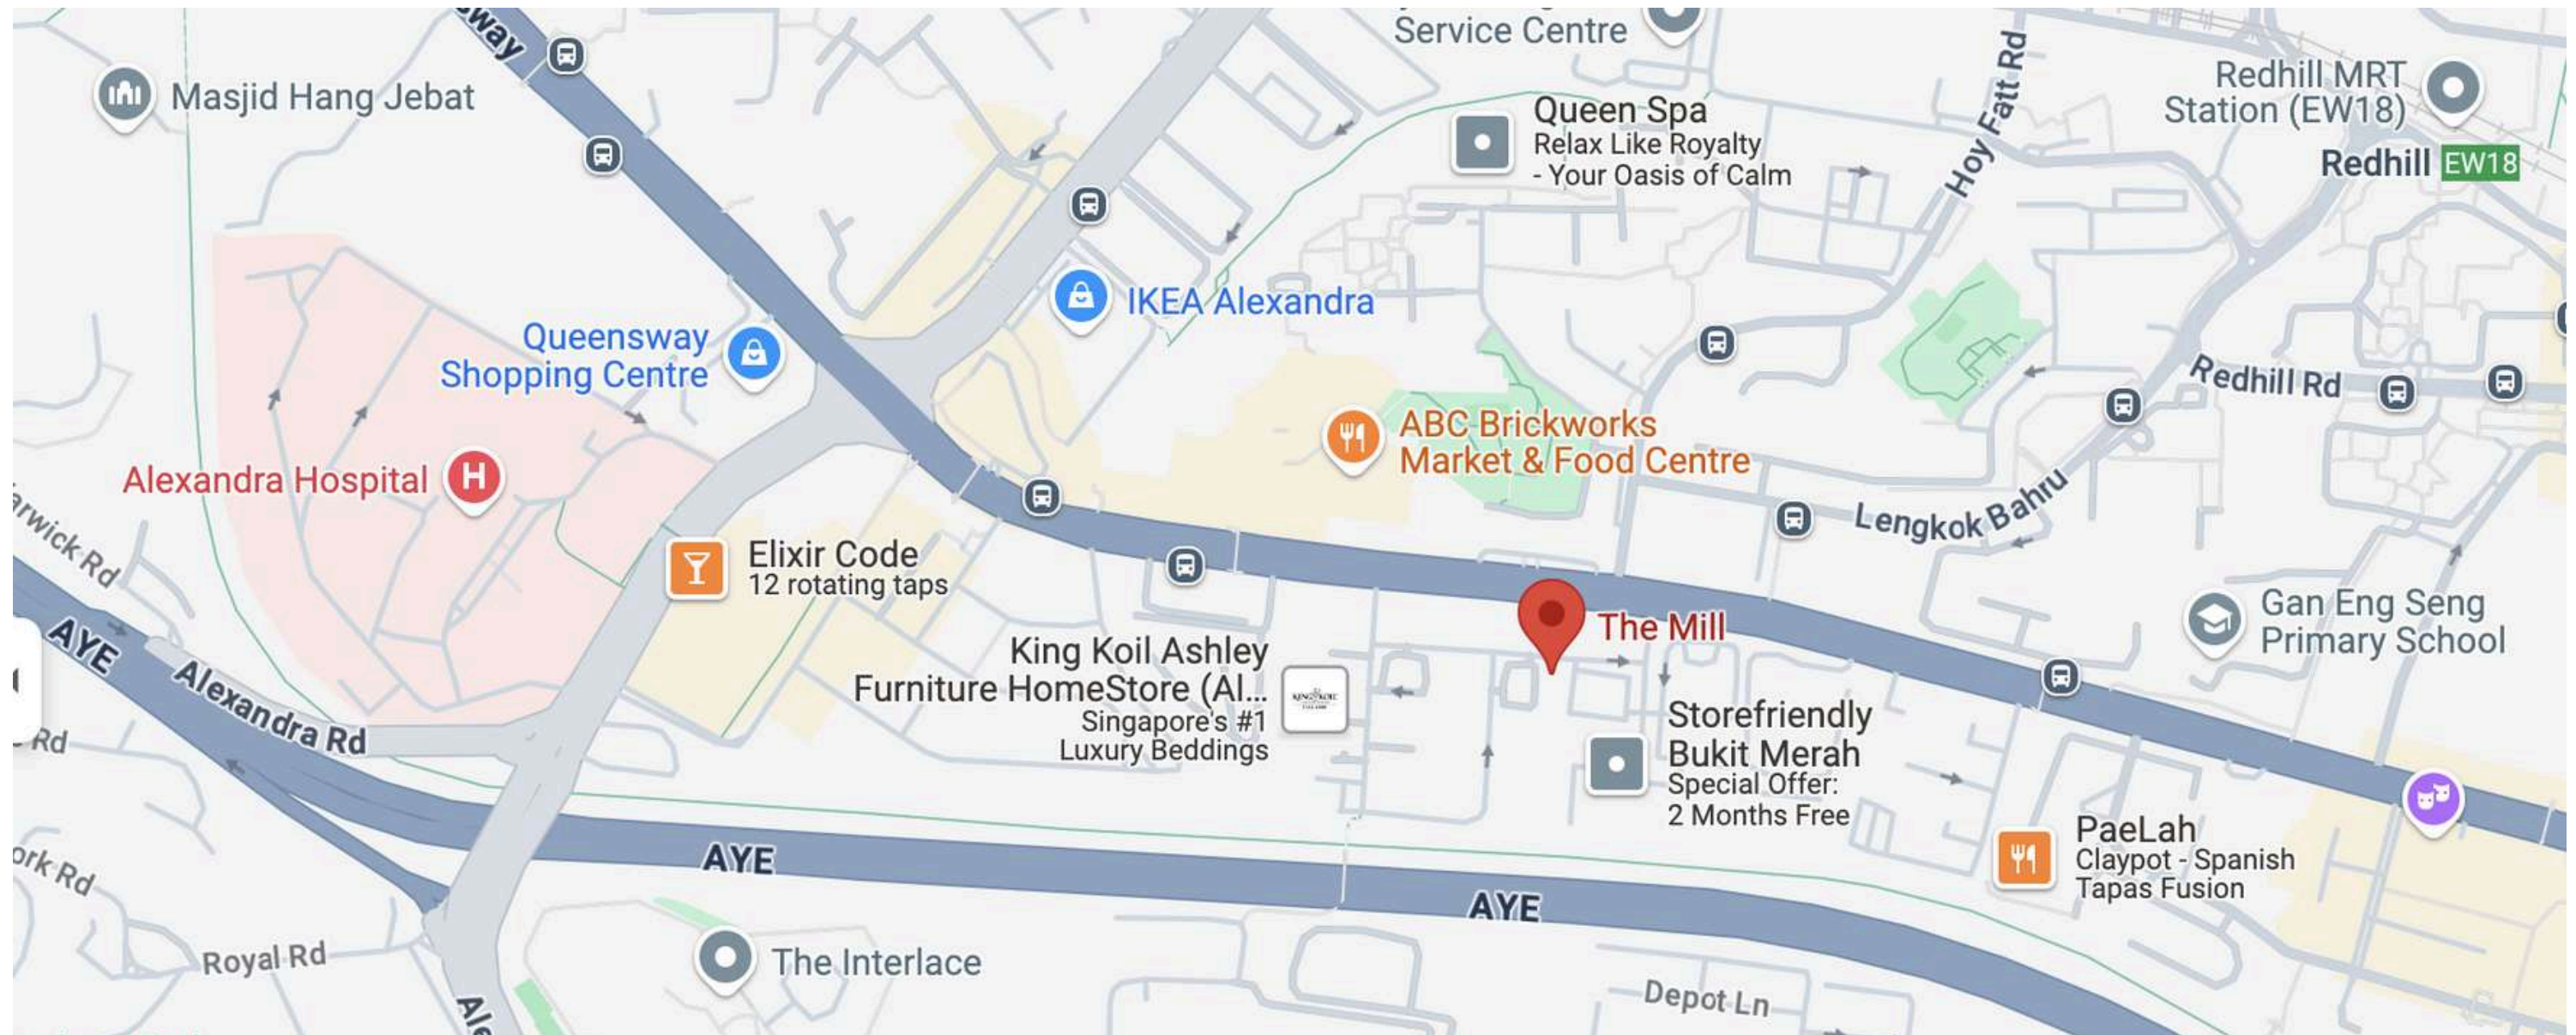 Service Centre
Masjid Hang Jebat
Queen Spa
Relax Like Royalty
- Your Oasis of Calm
Hoy Fatt Rd
Redhill MRT
Station (EW18)
Redhill EW18
IKEA Alexandra
Queensway
Shopping Centre
Redhill Rd
ABC Brickworks
Market & Food Centre
Alexandra Hospital
H
Lengkok Bahru
Elixir Code
12 rotating taps
The Mill
Gan Eng Seng
Primary School
King Koil Ashley
Furniture HomeStore (Al...
Singapore's #1
Luxury Beddings
AYE
Alexandra Rd
Rd
Storefriendly
Bukit Merah
Special Offer:
2 Months Free
PaeLah
Claypot - Spanish
Tapas Fusion
AYE
AYE
Royal Rd
The Interlace
Depot Ln